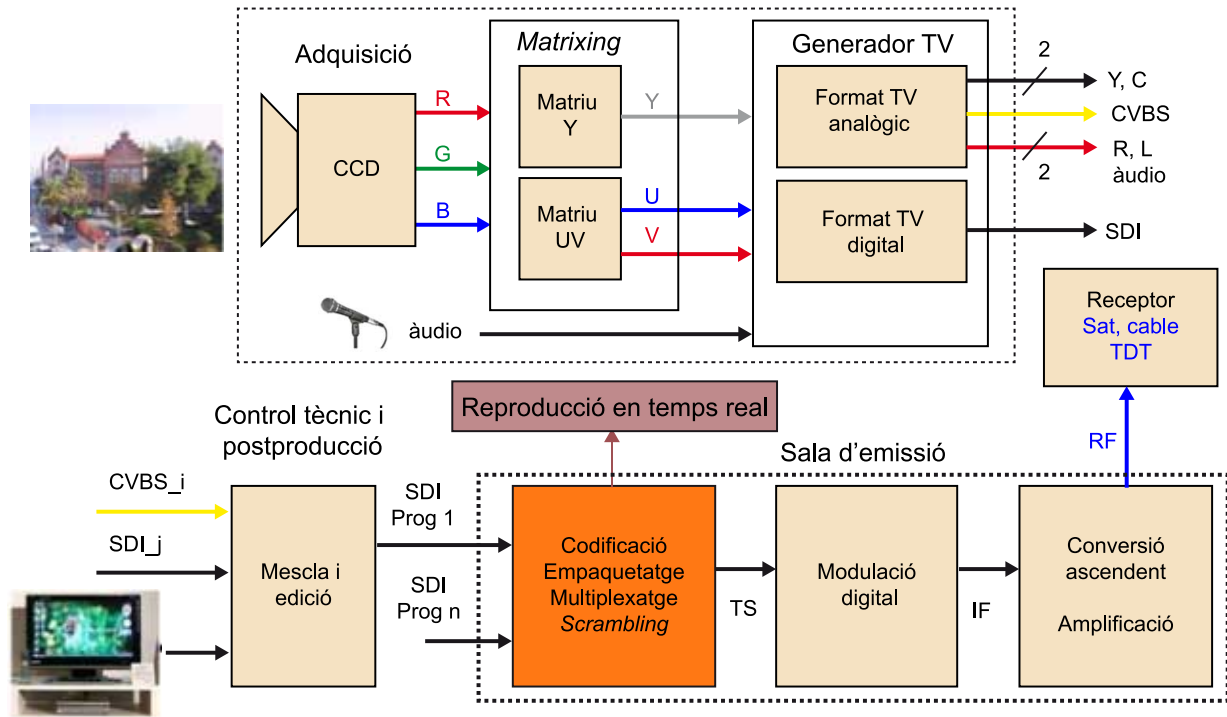 Adquisició
Matrixing
Generador TV
CCD
R
G
B
Matriu
Y
Matriu
UV
Y
U
V
Format TV
analògic
Format TV
digital
2
Y, C
CVBS
R, L
àudio
2
SDI
àudio
Receptor
Sat, cable
TDT
RF
Reproducció en temps real
Control tècnic i
postproducció
Sala d’emissió
CVBS_i
SDI_j
Mescla i
edició
SDI
Prog 1
SDI
Prog n
Codificació
Empaquetatge
Multiplexatge
Scrambling
TS
Modulació
digital
IF
Conversió
ascendent
Amplificació